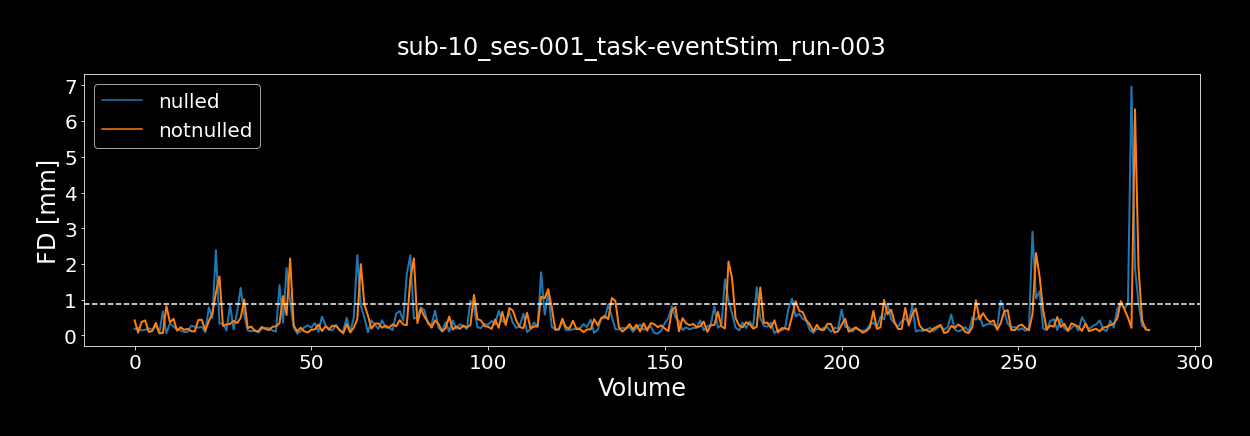 sub-10_ses-001_task-eventStim_run-003
nulled
notnulled
FD [mm]
7
6
5
4
3
2
1
0
0 50 100 150 200 250 300
Volume